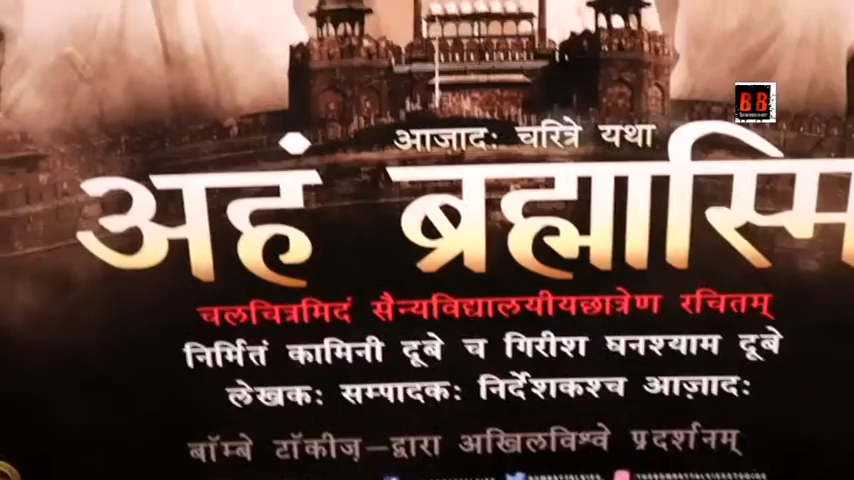 BB
आजादः चरित्रे यथा
अहं ब्रह्मास्मि
चलचित्रमिदं सैन्यविद्यालयीयछात्रेण रचितम्
निर्मितं कामिनी दूबे च गिरीश घनश्याम दूबे
लेखकः सम्पादकः निर्देशकश्च आज़ादः
बॉम्बे टॉकीज़–द्वारा अखिलविश्वे प्रदर्शनम्